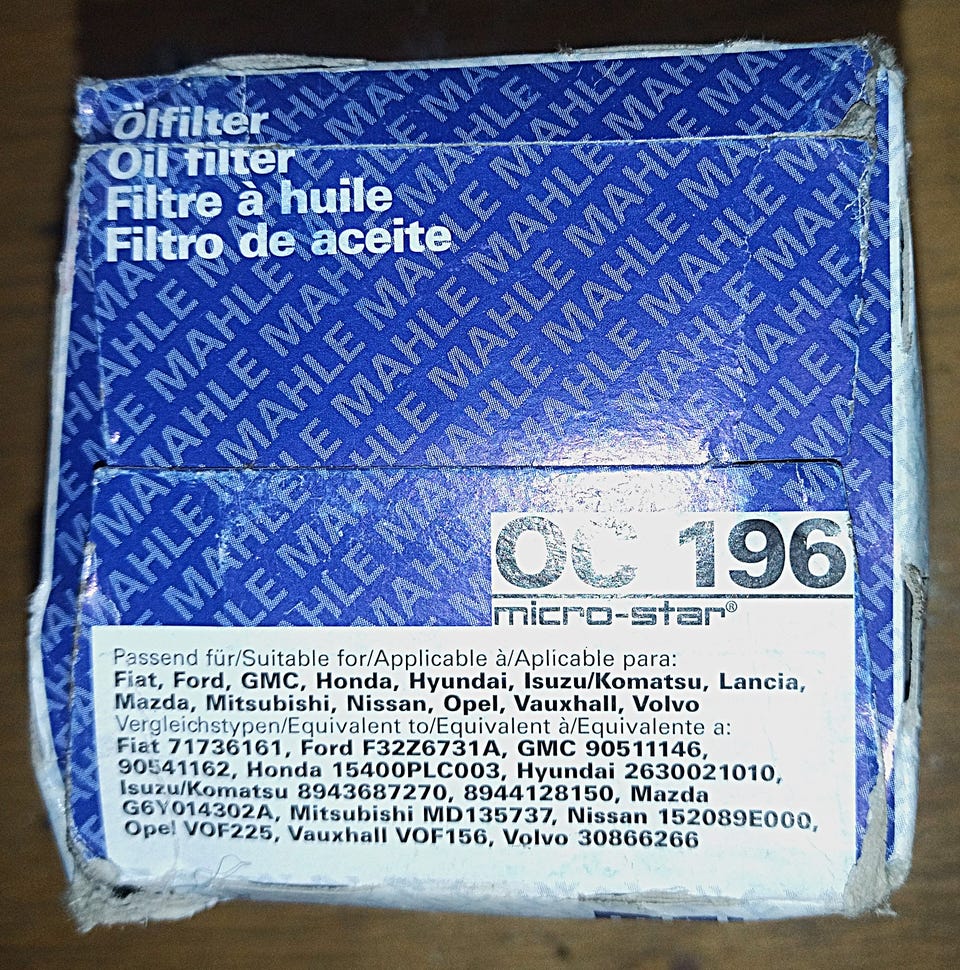 Ölfilter
Oil filter
Filtre à huile
Filtro de aceite
MAHLE
OC 196
micro-star®
Passend für/Suitable for/Applicable à/Aplicable para:
Fiat, Ford, GMC, Honda, Hyundai, Isuzu/Komatsu, Lancia,
Mazda, Mitsubishi, Nissan, Opel, Vauxhall, Volvo
Vergleichstypen/Equivalent to/Equivalent à/Equivalente a:
Fiat 71736161, Ford F32Z6731A, GMC 90511146,
90541162, Honda 15400PLC003, Hyundai 2630021010,
Isuzu/Komatsu 8943687270, 8944128150, Mazda
G6Y014302A, Mitsubishi MD135737, Nissan 152089E000,
Opel VOF225, Vauxhall VOF156, Volvo 30866266